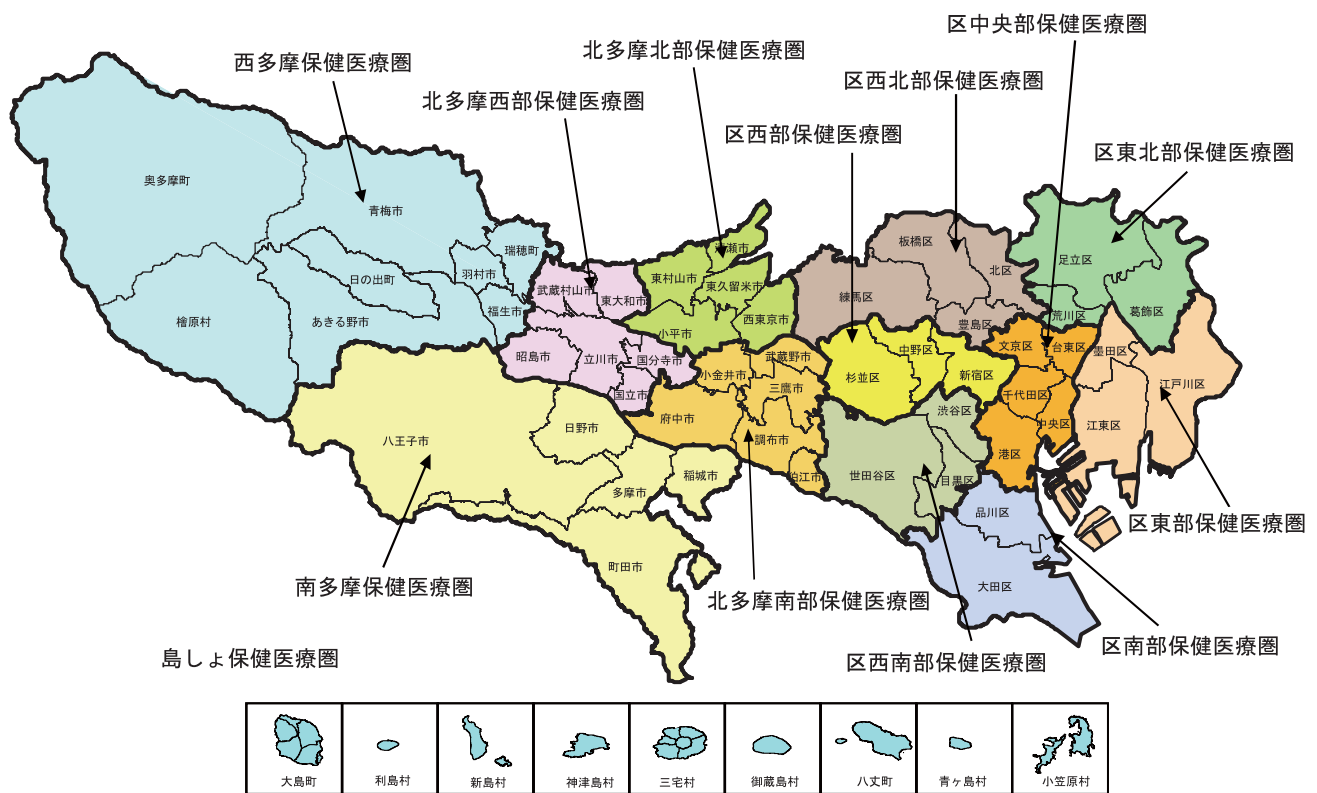 区中央部保健医療圏
北多摩北部保健医療圏
西多摩保健医療圏
区西北部保健医療圏
北多摩西部保健医療圏
区西部保健医療圏
区東北部保健医療圏
奥多摩町
青梅市
瑞穂町
羽村市
日の出町
福生市
檜原村
あきる野市
武蔵村山市
東大和市
昭島市
立川市
国分寺市
国立市
清瀬市
東村山市
東久留米市
小平市
西東京市
武蔵野市
小金井市
三鷹市
府中市
調布市
狛江市
板橋区
北区
練馬区
豊島区
足立区
荒川区
葛飾区
中野区
杉並区
新宿区
文京区
台東区
千代田区
中央区
港区
墨田区
江戸川区
江東区
渋谷区
世田谷区
目黒区
品川区
大田区
八王子市
日野市
多摩市
稲城市
町田市
区東部保健医療圏
南多摩保健医療圏
北多摩南部保健医療圏
区南部保健医療圏
区西南部保健医療圏
島しょ保健医療圏
大島町
利島村
新島村
神津島村
三宅村
御蔵島村
八丈町
青ヶ島村
小笠原村